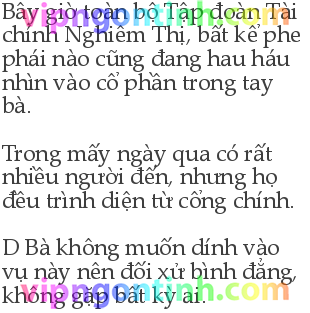 Bây giờ toàn bộ Tập đoàn Tài
vipngontinh.com
chính Nghiêm Thị, bất kể phe
phái nào cũng đang hau háu
nhìn vào cổ phần trong tay
bà.
Trong mấy ngày qua có rất
nhiều người đến, nhưng họ
đều trình diện từ cổng chính.
D Bà không muốn dính vào
vụ này nên đối xử bình đẳng,
vipngontinh.com
không gặp bất kỳ ai.